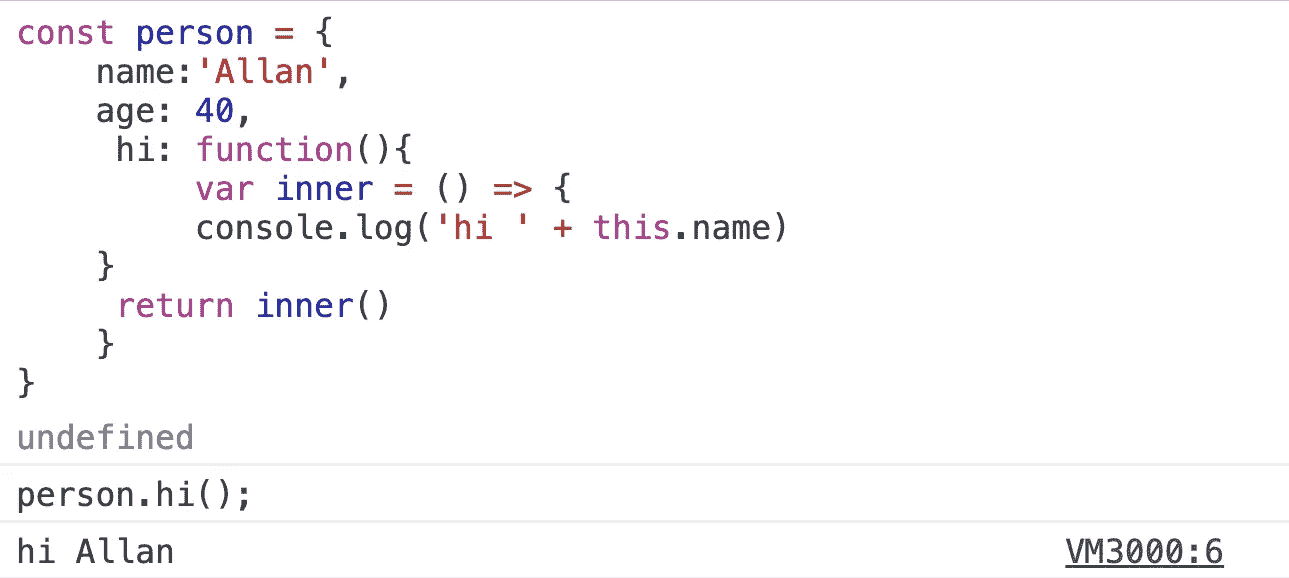 const person = {
    name:'Allan',
    age: 40,
     hi: function(){
         var inner = () => {
         console.log('hi ' + this.name)
    }
     return inner()
    }
}
undefined
person.hi();
hi Allan VM3000:6